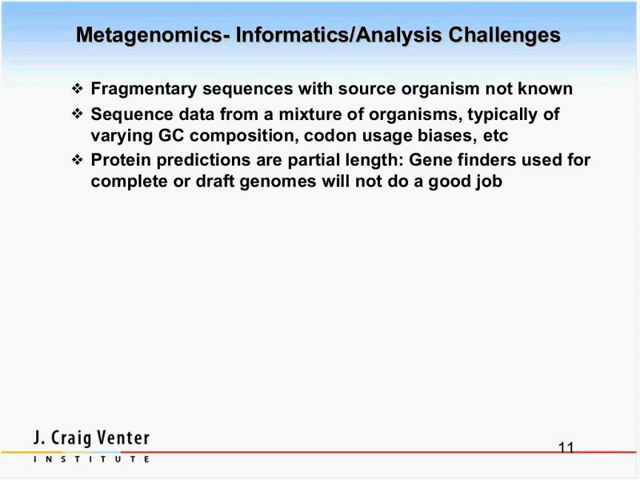 Metagenomics- Informatics/Analysis Challenges
❖ Fragmentary sequences with source organism not known
❖ Sequence data from a mixture of organisms, typically of
varying GC composition, codon usage biases, etc
❖ Protein predictions are partial length: Gene finders used for
complete or draft genomes will not do a good job
J. Craig Venter
INSTITUTE
11